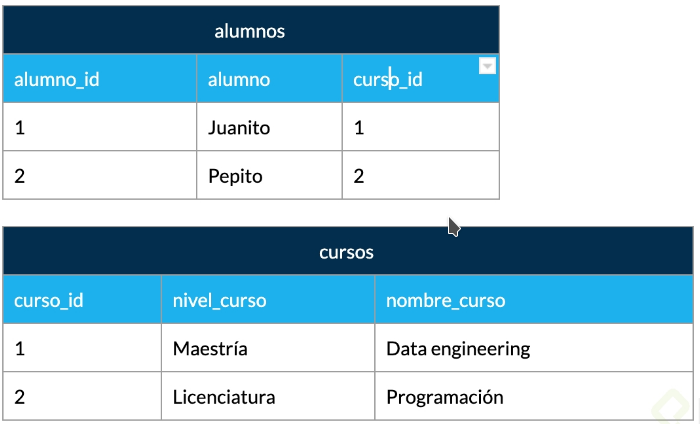 alumnos
alumno_id alumno curso_id
1 Juanito 1
2 Pepito 2
cursos
curso_id nivel_curso nombre_curso
1 Maestría Data engineering
2 Licenciatura Programación